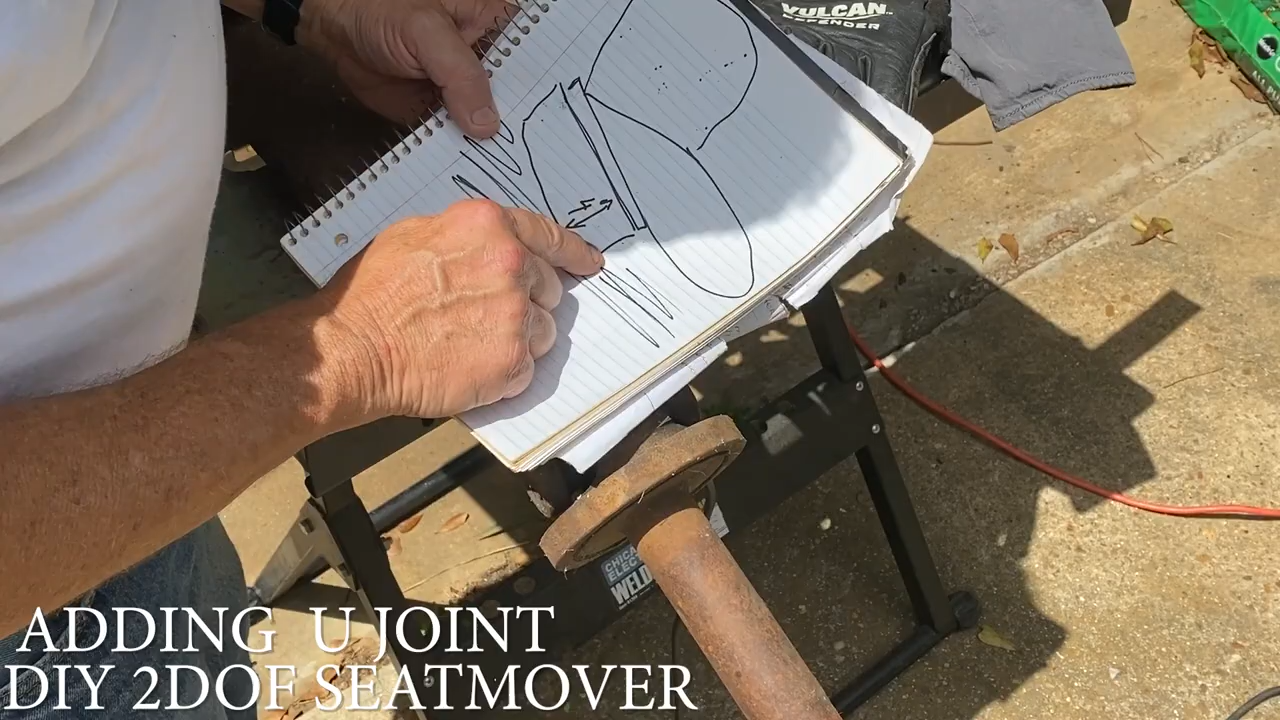 VULCAN
DEFENDER
CHICAGO
ELECTRIC
WELD
ADDING U JOINT
DIY 2DOF SEATMOVER